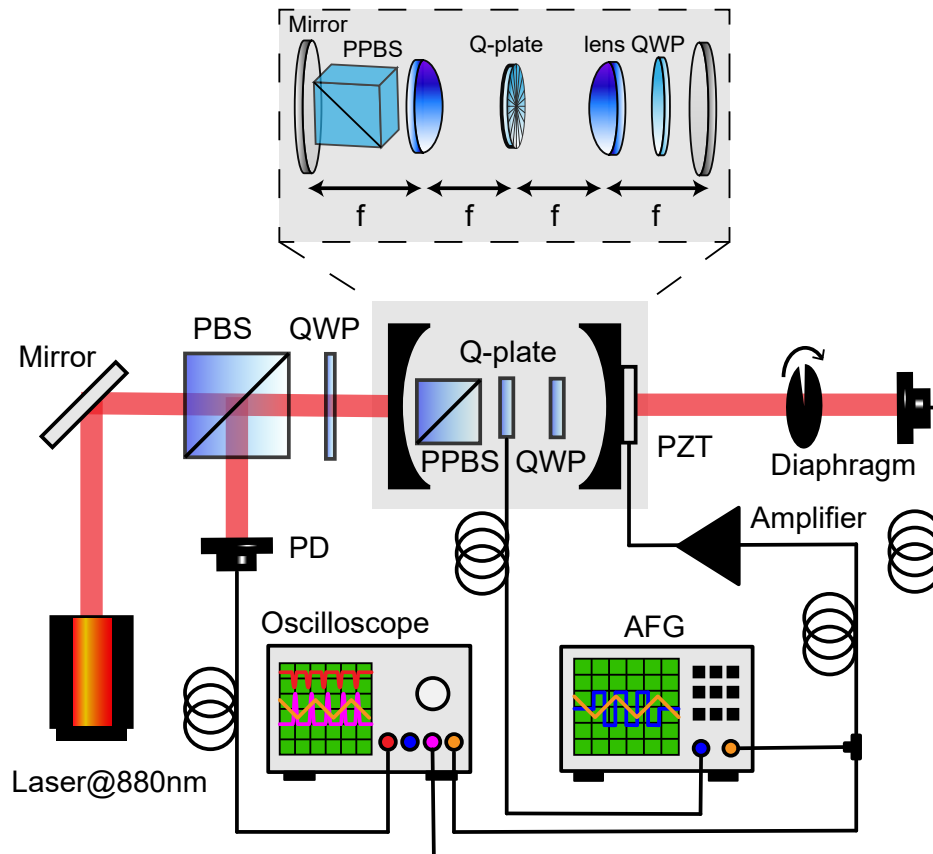 Mirror
PPBS
Q-plate
lens QWP
f
f
f
f
PBS
QWP
Mirror
Q-plate
PPBS
QWP
PZT
Diaphragm
PD
Amplifier
Oscilloscope
AFG
Laser@880nm